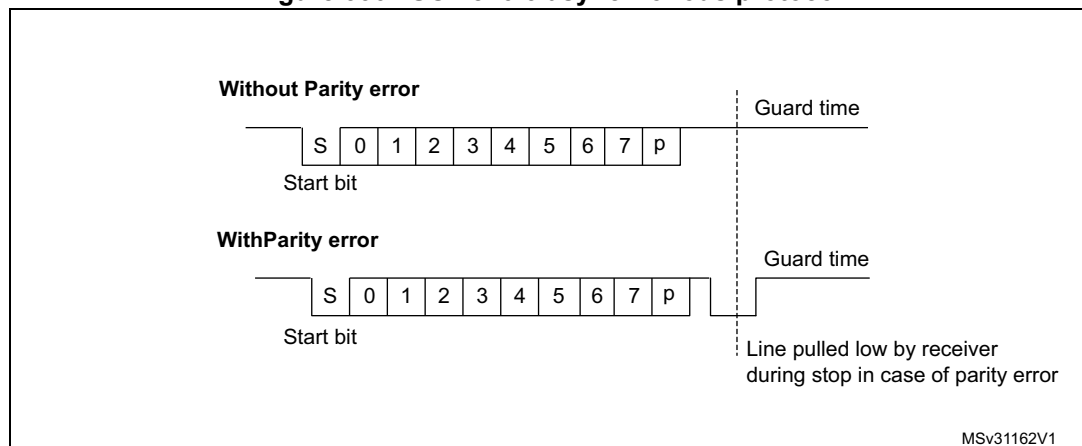 Without Parity error
Guard time
S 0 1 2 3 4 5 6 7 p
Start bit
WithParity error
Guard time
S 0 1 2 3 4 5 6 7 p
Start bit
Line pulled low by receiver
during stop in case of parity error
MSv31162V1